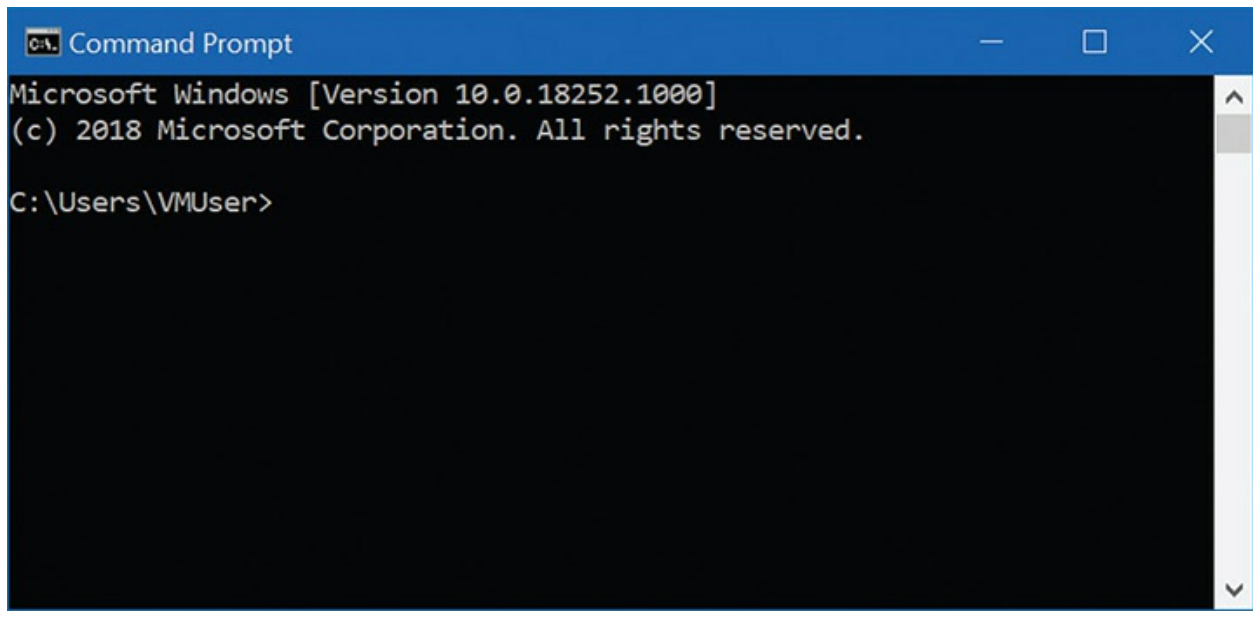 Command Prompt
Microsoft Windows [Version 10.0.18252.1000]
(c) 2018 Microsoft Corporation. All rights reserved.
C:\Users\VMUser>